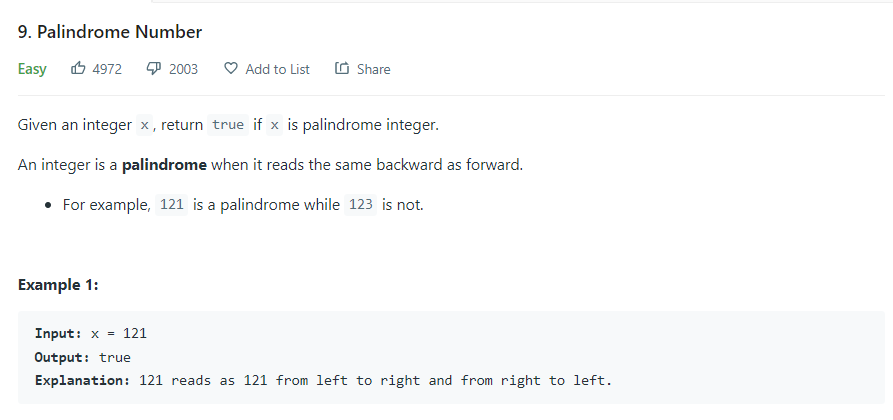 9. Palindrome Number
Easy 4972 2003 Add to List Share
Given an integer x, return true if x is palindrome integer.
An integer is a palindrome when it reads the same backward as forward.
• For example, 121 is a palindrome while 123 is not.
Example 1:
Input: x = 121
Output: true
Explanation: 121 reads as 121 from left to right and from right to left.